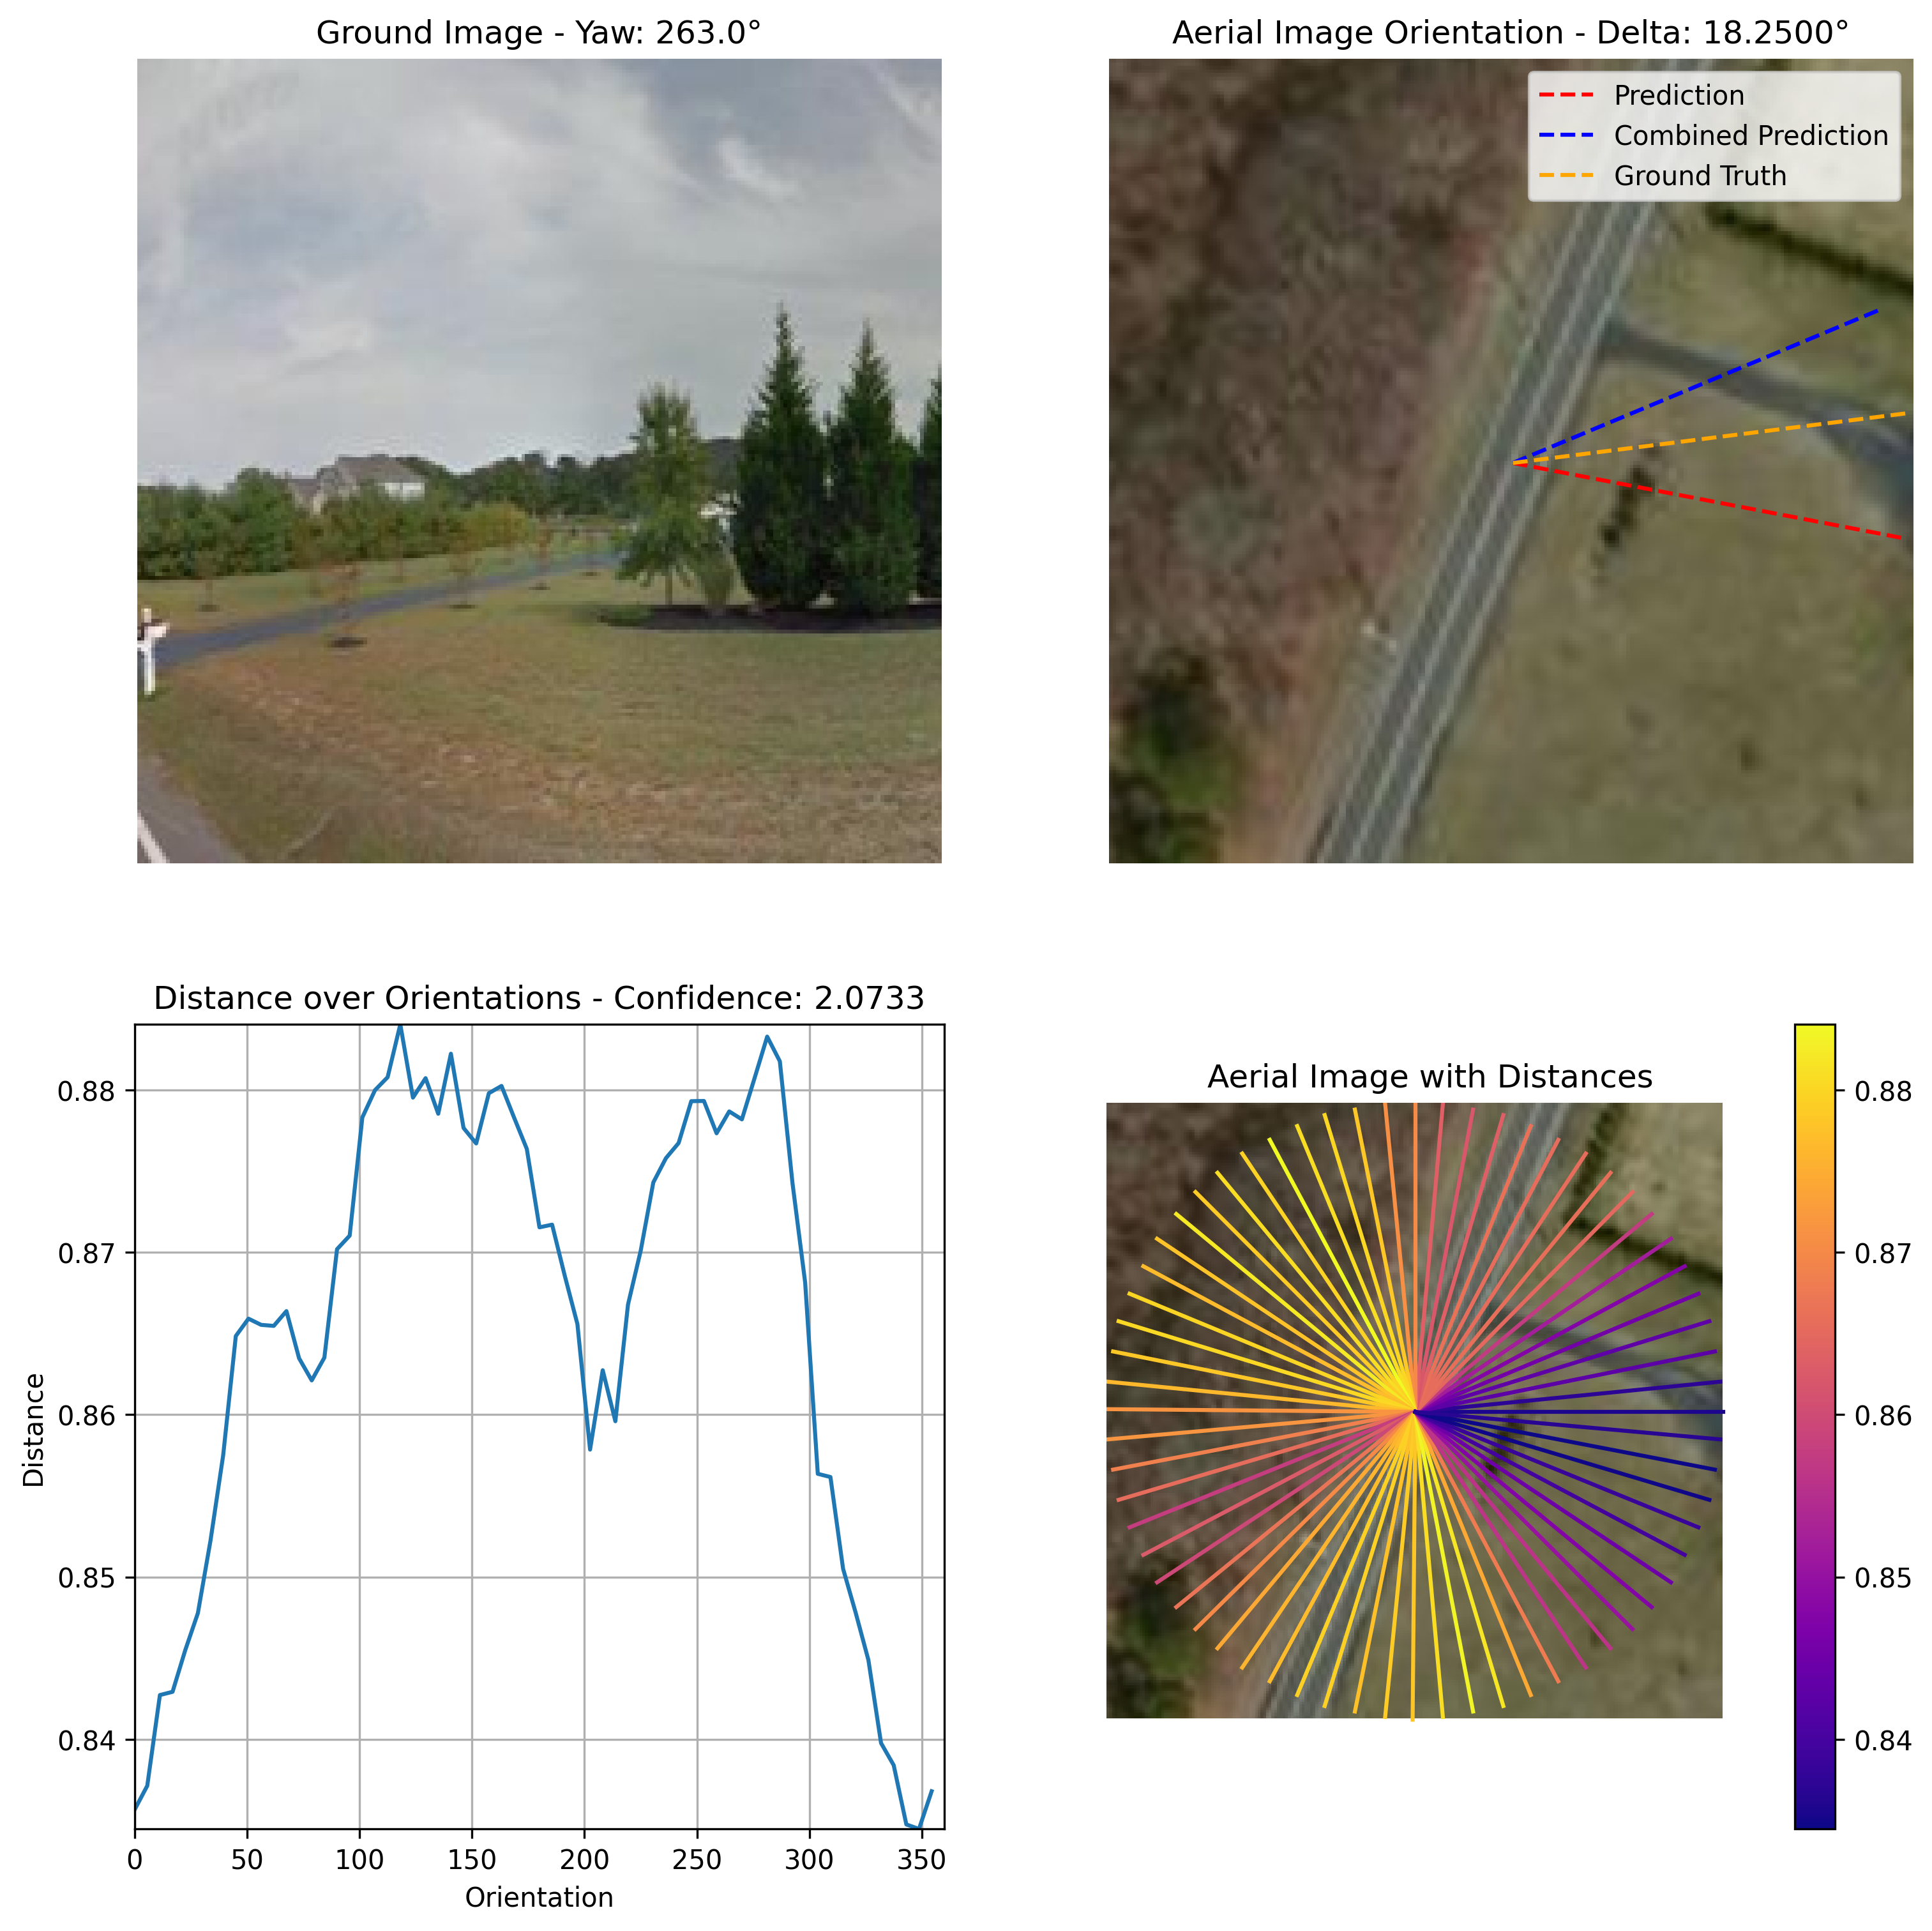 Ground Image - Yaw: 263.0°
Aerial Image Orientation - Delta: 18.2500°
Prediction
Combined Prediction
Ground Truth
Distance over Orientations - Confidence: 2.0733
0.88
0.87
0.86
0.85
0.84
Distance
0
50
100
150
200
250
300
350
Orientation
Aerial Image with Distances
0.88
0.87
0.86
0.85
0.84